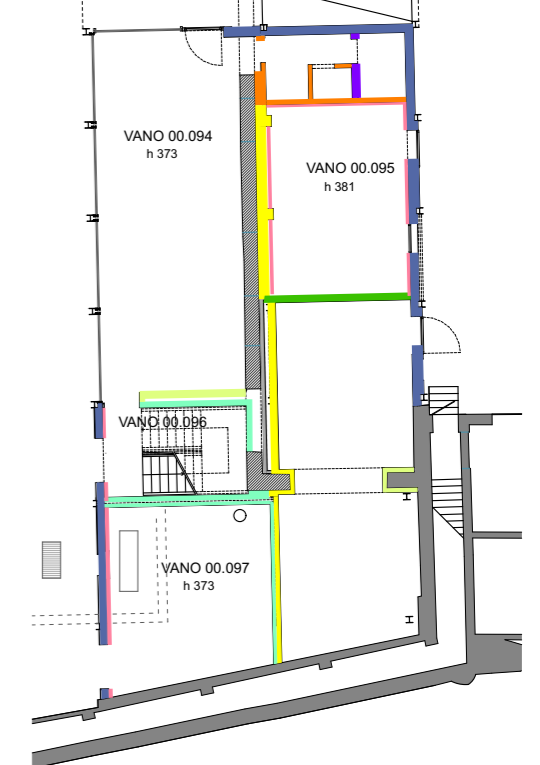 VANO 00.094
h 373
VANO 00.095
h 381
VANO 00.096
VANO 00.097
h 373